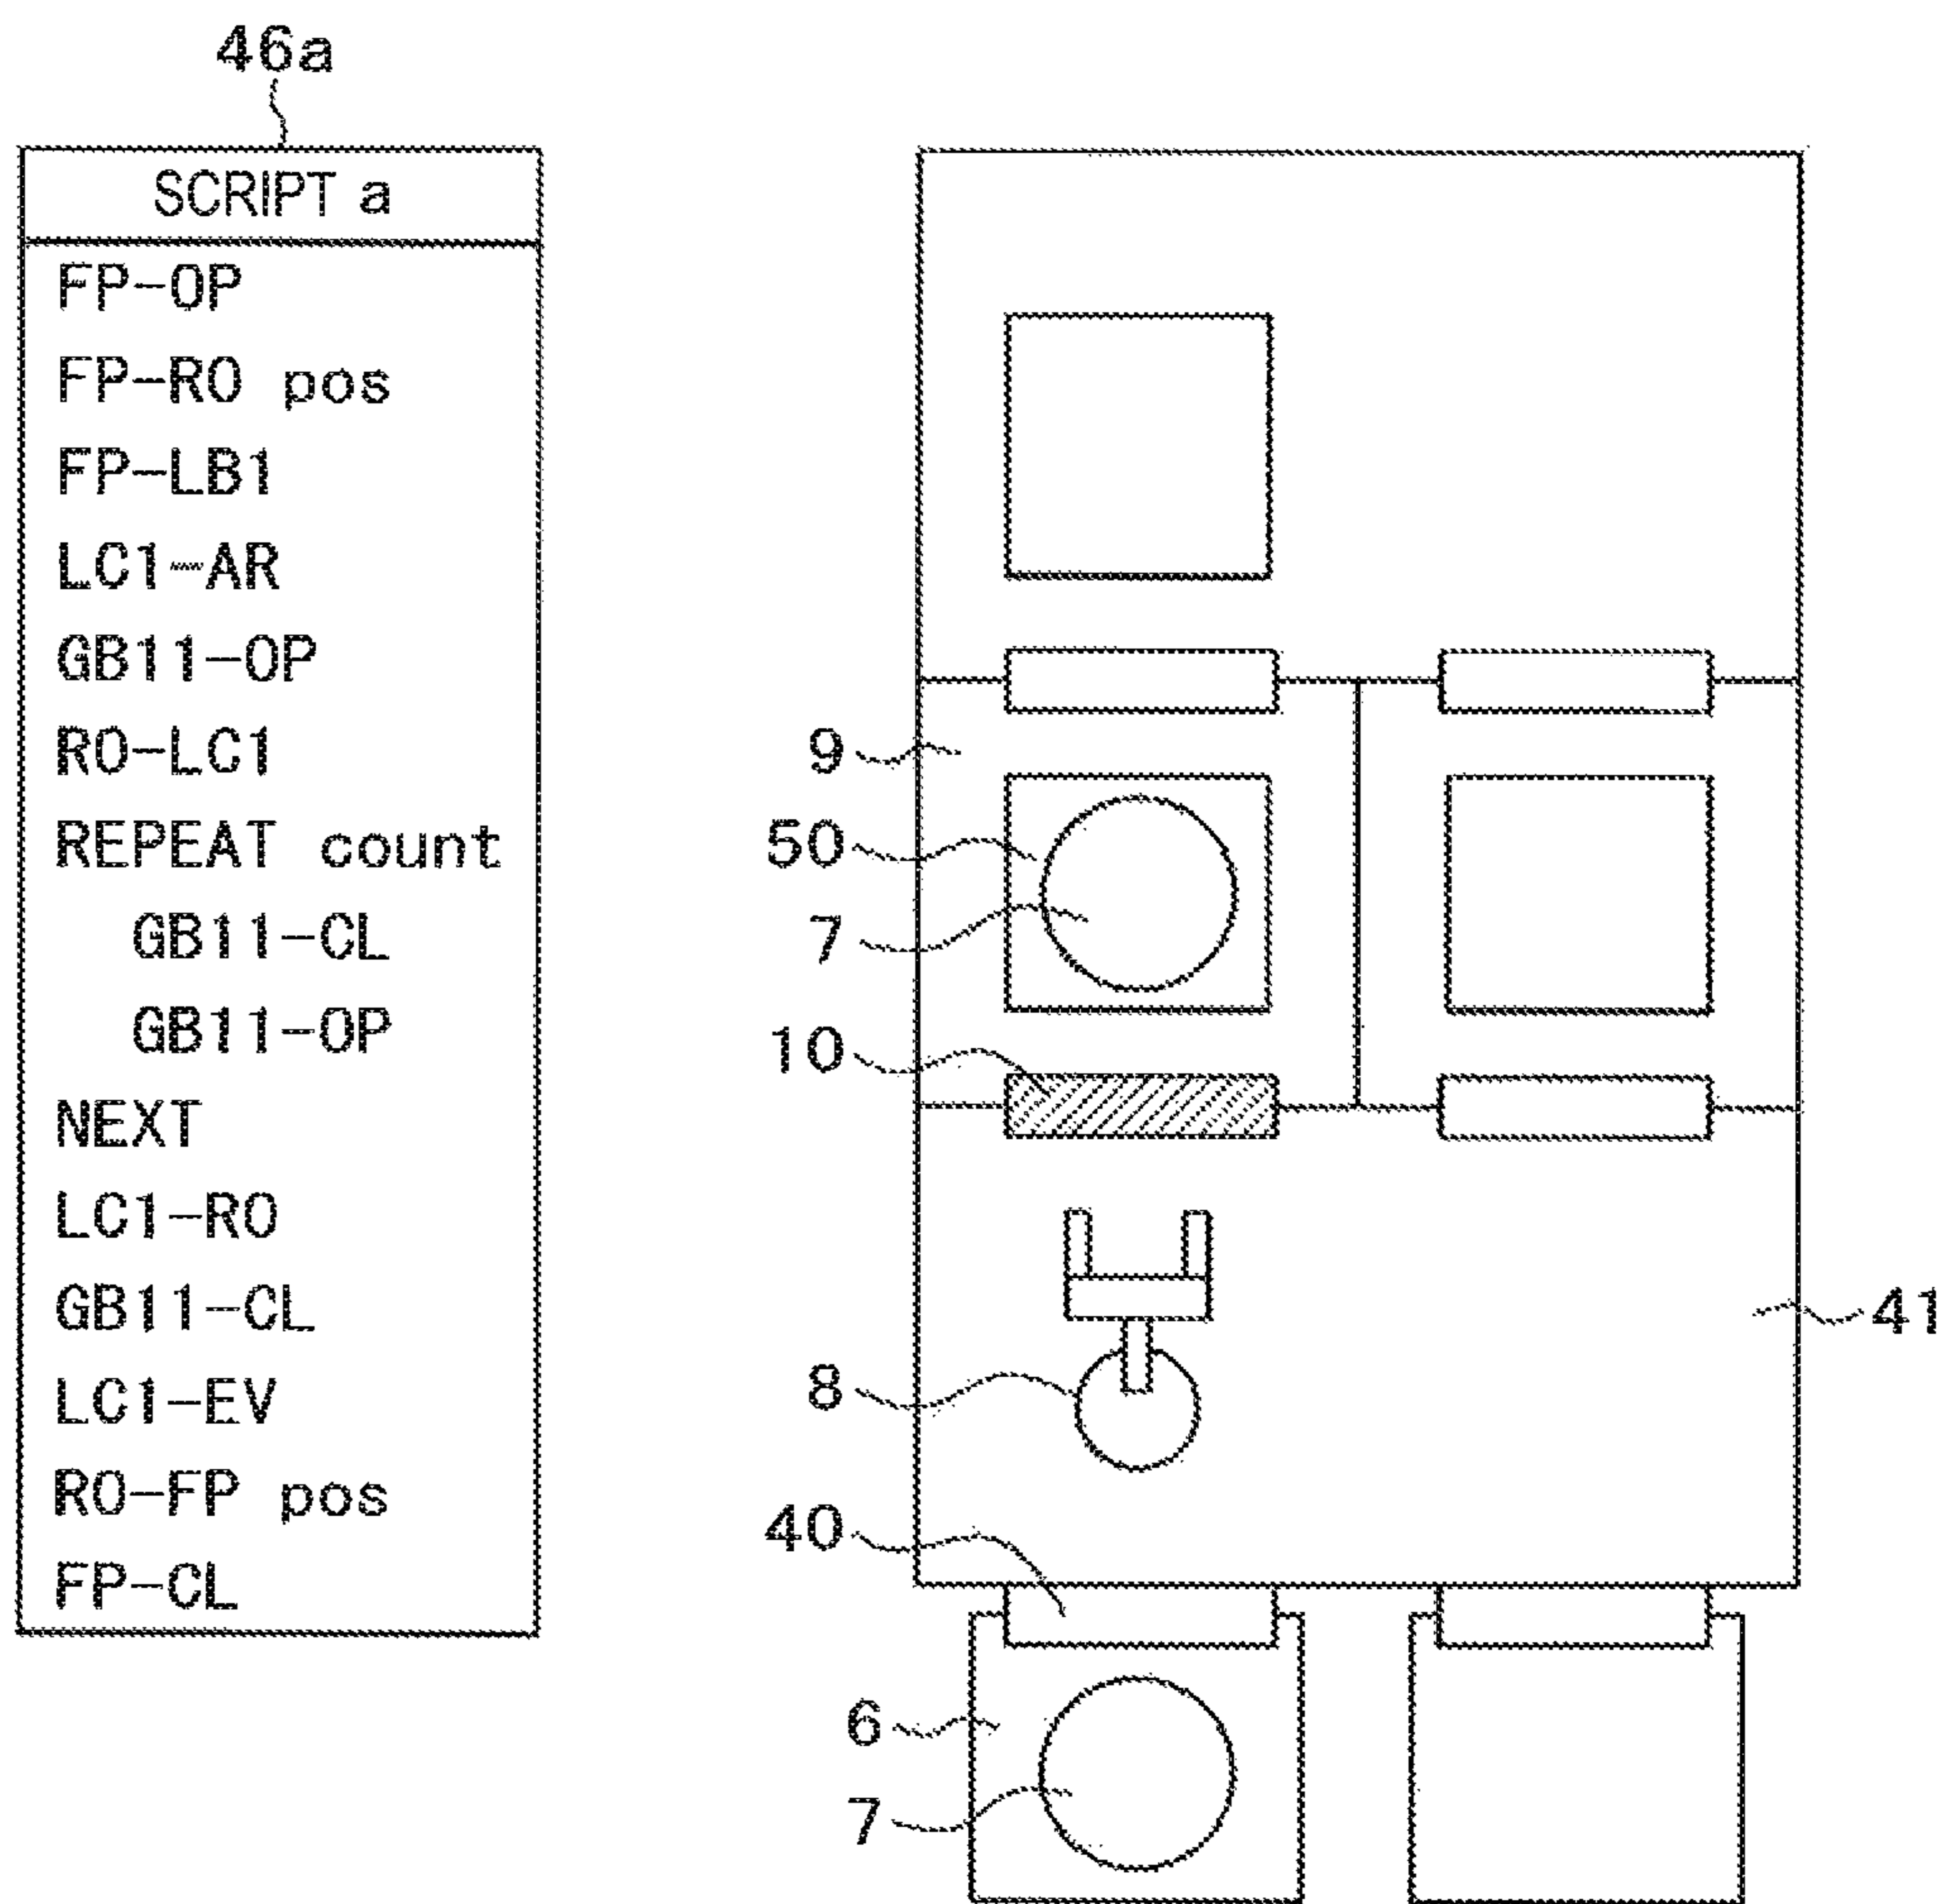 46a
SCRIPT a
FP-OP
FP-RO pos
FP-LB1
LC1-AR
GB11-OP
RO-LC1
REPEAT count
GB11-CL
GB11-OP
NEXT
LC1-RO
GB11-CL
LC1-EV
RO-FP pos
FP-CL
9
50
7
10
41
8
40
6
7